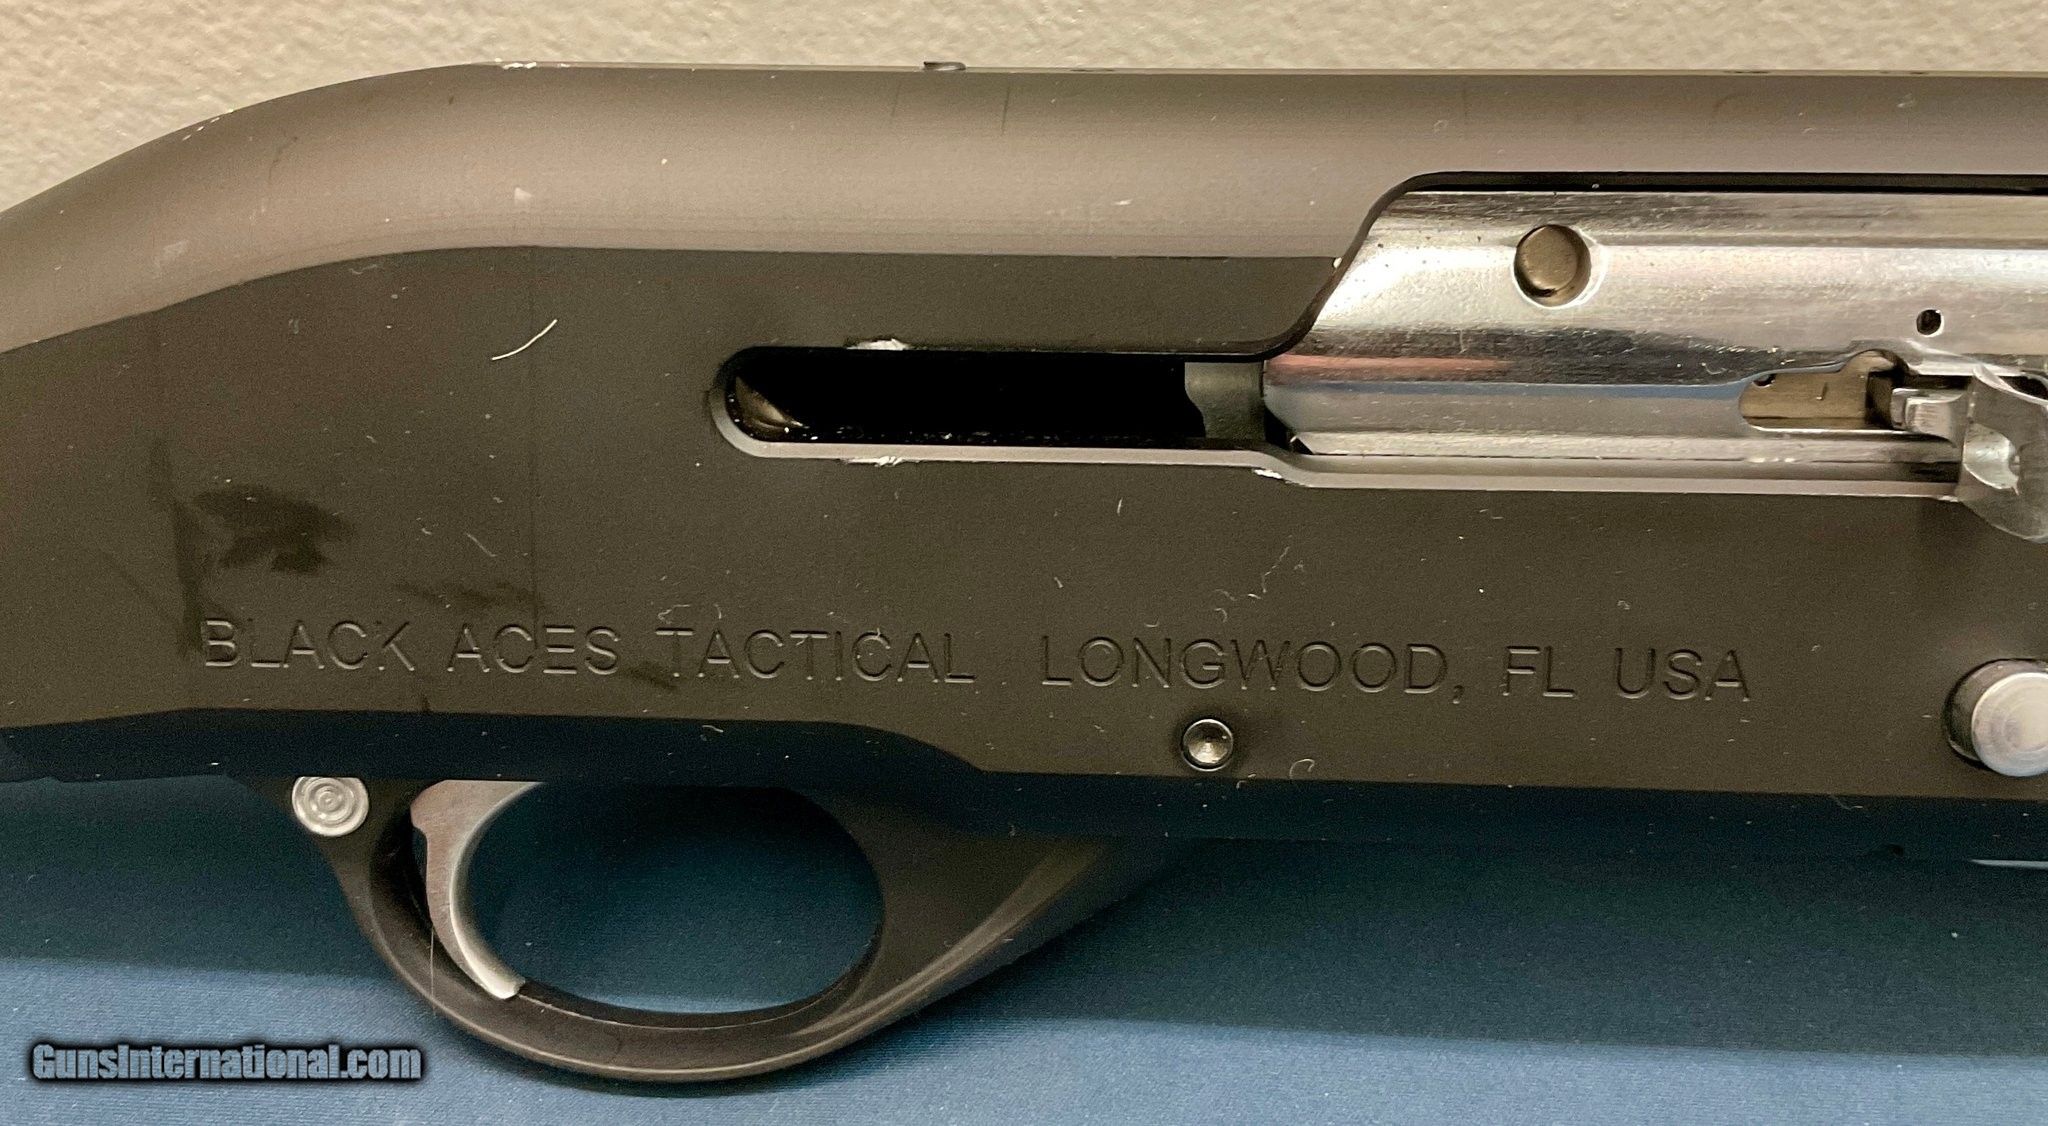 BLACK ACES TACTICAL LONGWOOD, FL USA
GunsInternational.com